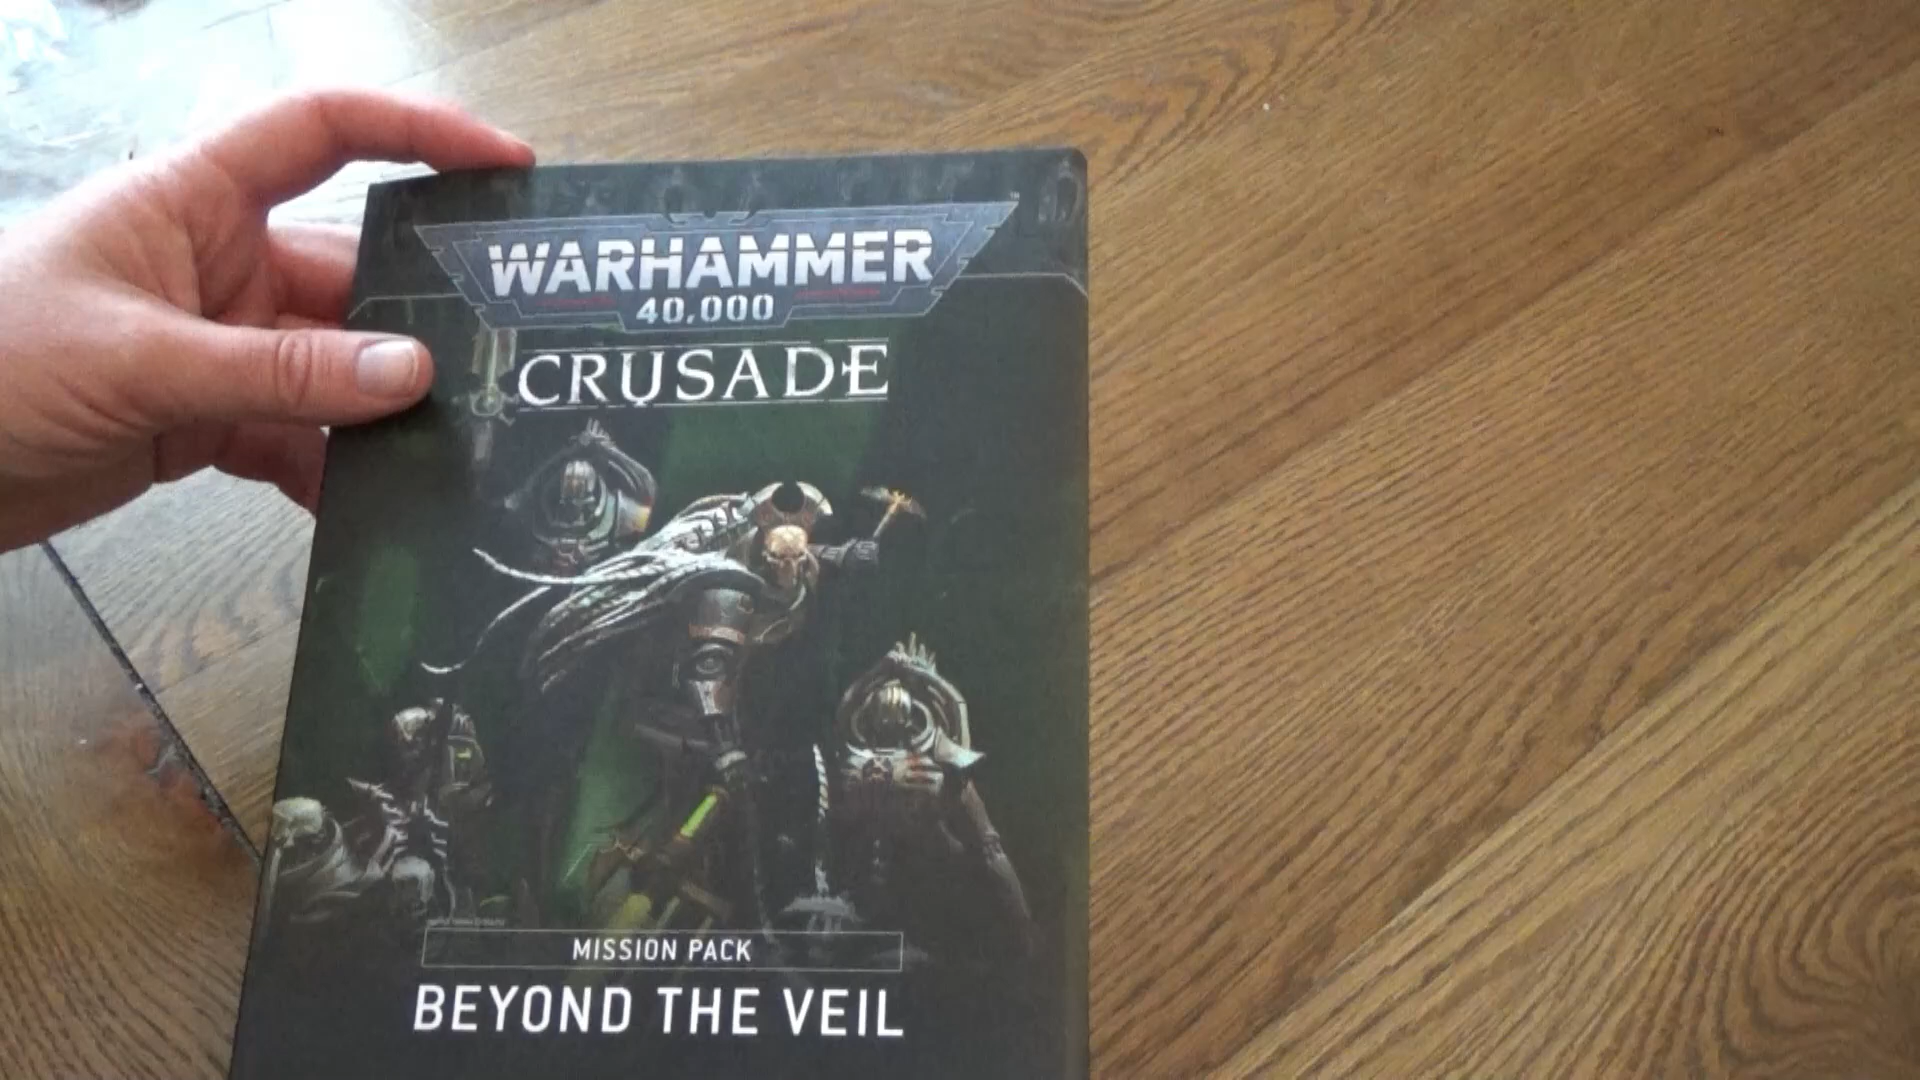 WARHAMMER
40,000
CRUSADE
MISSION PACK
BEYOND THE VEIL